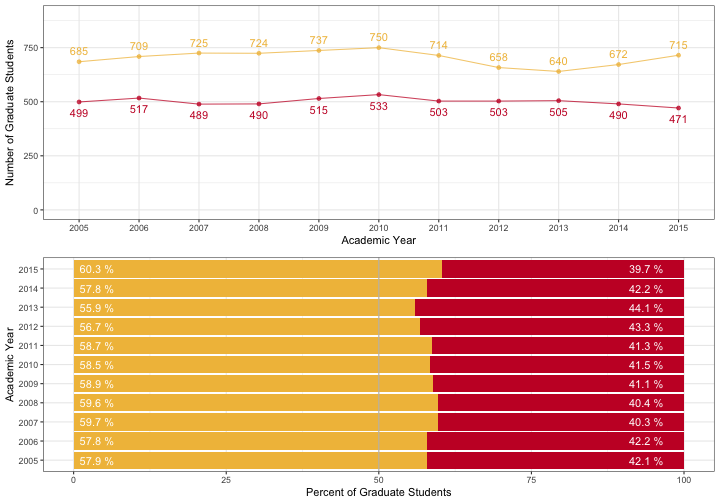 750
500
250
0
Number of Graduate Students
685 709 725 724 737 750 714 658 640 672 715
499 517 489 490 515 533 503 503 505 490 471
2005 2006 2007 2008 2009 2010 2011 2012 2013 2014 2015
Academic Year
Academic Year
2015 60.3 % 39.7 %
2014 57.8 % 42.2 %
2013 55.9 % 44.1 %
2012 56.7 % 43.3 %
2011 58.7 % 41.3 %
2010 58.5 % 41.5 %
2009 58.9 % 41.1 %
2008 59.6 % 40.4 %
2007 59.7 % 40.3 %
2006 57.8 % 42.2 %
2005 57.9 % 42.1 %
0 25 50 75 100
Percent of Graduate Students